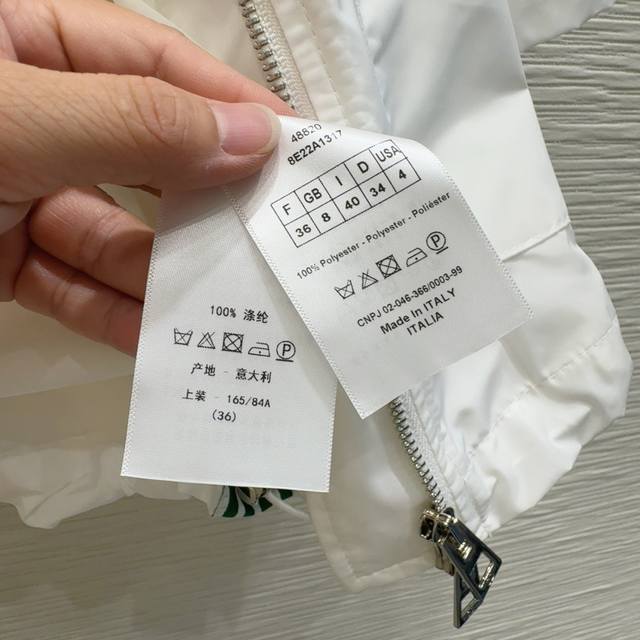 48820
8E22A1317
F GB I D USA
36 8 40 34 4
100% Polyester - Polyester - Poliéster
CNPJ 02-046-366/0003-99
Made in ITALY
ITALIA
100% 涤纶
产地 - 意大利
上装 - 165/84A
(36)